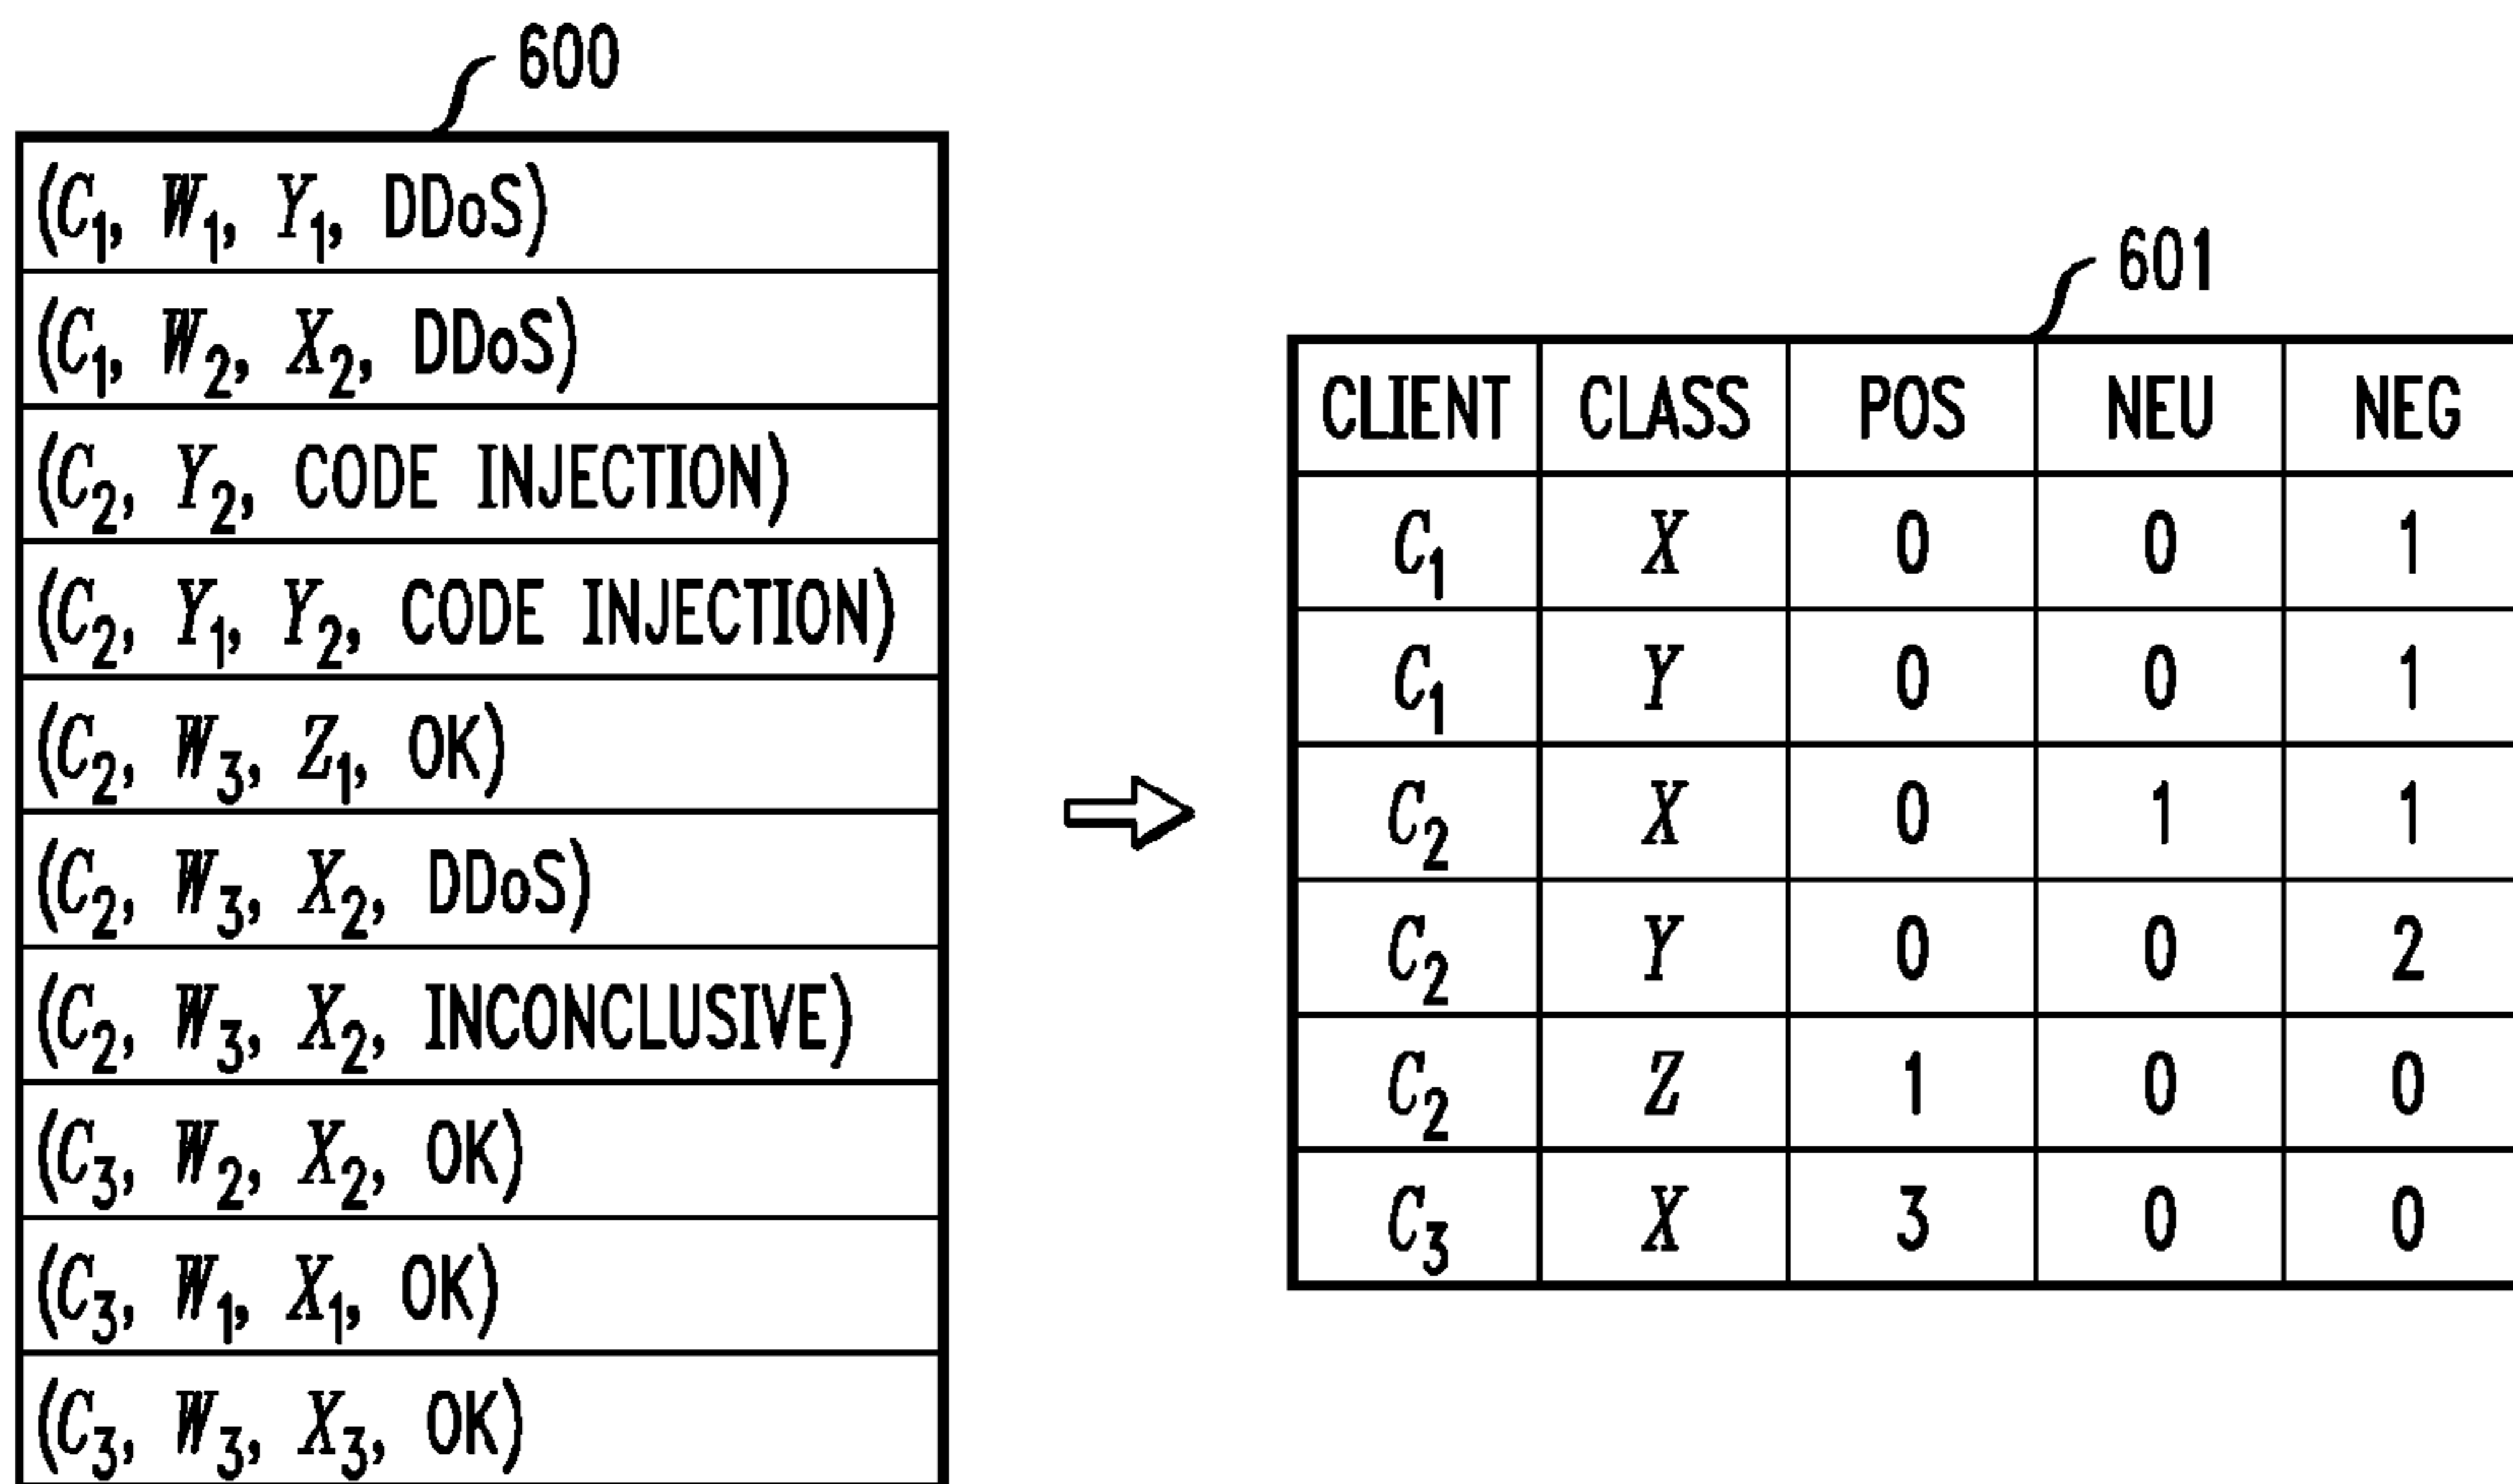 600
(C₁, W₁, Y₁, DDoS)
(C₁, W₂, X₂, DDoS)
(C₂, Y₂, CODE INJECTION)
(C₂, Y₁, Y₂, CODE INJECTION)
(C₂, W₃, Z₁, OK)
(C₂, W₃, X₂, DDoS)
(C₂, W₃, X₂, INCONCLUSIVE)
(C₃, W₂, X₂, OK)
(C₃, W₁, X₁, OK)
(C₃, W₃, X₃, OK)
601
CLIENT CLASS POS NEU NEG
C₁ X 0 0 1
C₁ Y 0 0 1
C₂ X 0 1 1
C₂ Y 0 0 2
C₂ Z 1 0 0
C₃ X 3 0 0